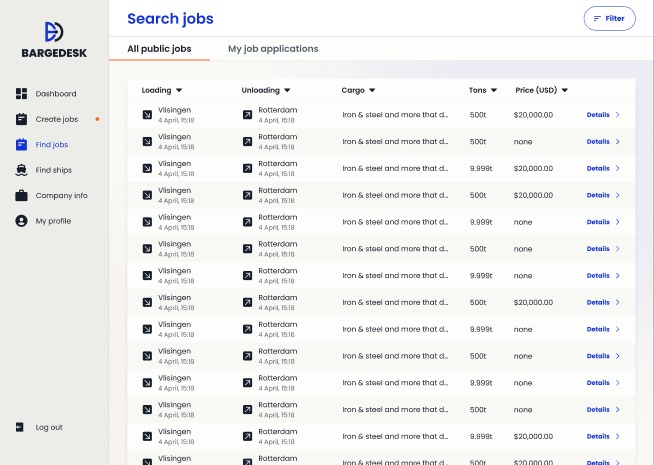 BARGEDESK
Dashboard
Create jobs
Find jobs
Find ships
Company info
My profile
Log out
Search jobs
Filter
All public jobs
My job applications
Loading Unloading Cargo Tons Price (USD)
Vlisingen Rotterdam
4 April, 15:18 4 April, 15:18 Iron & steel and more that d... 500t $20,000.00 Details
Vlisingen Rotterdam
4 April, 15:18 4 April, 15:18 Iron & steel and more that d... 500t none Details
Vlisingen Rotterdam
4 April, 15:18 4 April, 15:18 Iron & steel and more that d... 9.999t $20,000.00 Details
Vlisingen Rotterdam
4 April, 15:18 4 April, 15:18 Iron & steel and more that d... 500t $20,000.00 Details
Vlisingen Rotterdam
4 April, 15:18 4 April, 15:18 Iron & steel and more that d... 9.999t none Details
Vlisingen Rotterdam
4 April, 15:18 4 April, 15:18 Iron & steel and more that d... 500t none Details
Vlisingen Rotterdam
4 April, 15:18 4 April, 15:18 Iron & steel and more that d... 9.999t none Details
Vlisingen Rotterdam
4 April, 15:18 4 April, 15:18 Iron & steel and more that d... 500t $20,000.00 Details
Vlisingen Rotterdam
4 April, 15:18 4 April, 15:18 Iron & steel and more that d... 9.999t none Details
Vlisingen Rotterdam
4 April, 15:18 4 April, 15:18 Iron & steel and more that d... 500t none Details
Vlisingen Rotterdam
4 April, 15:18 4 April, 15:18 Iron & steel and more that d... 9.999t none Details
Vlisingen Rotterdam
4 April, 15:18 4 April, 15:18 Iron & steel and more that d... 500t none Details
Vlisingen Rotterdam
4 April, 15:18 4 April, 15:18 Iron & steel and more that d... 9.999t $20,000.00 Details
Vlisingen Rotterdam Iron & steel and more that d... 500t $20,000.00 Details